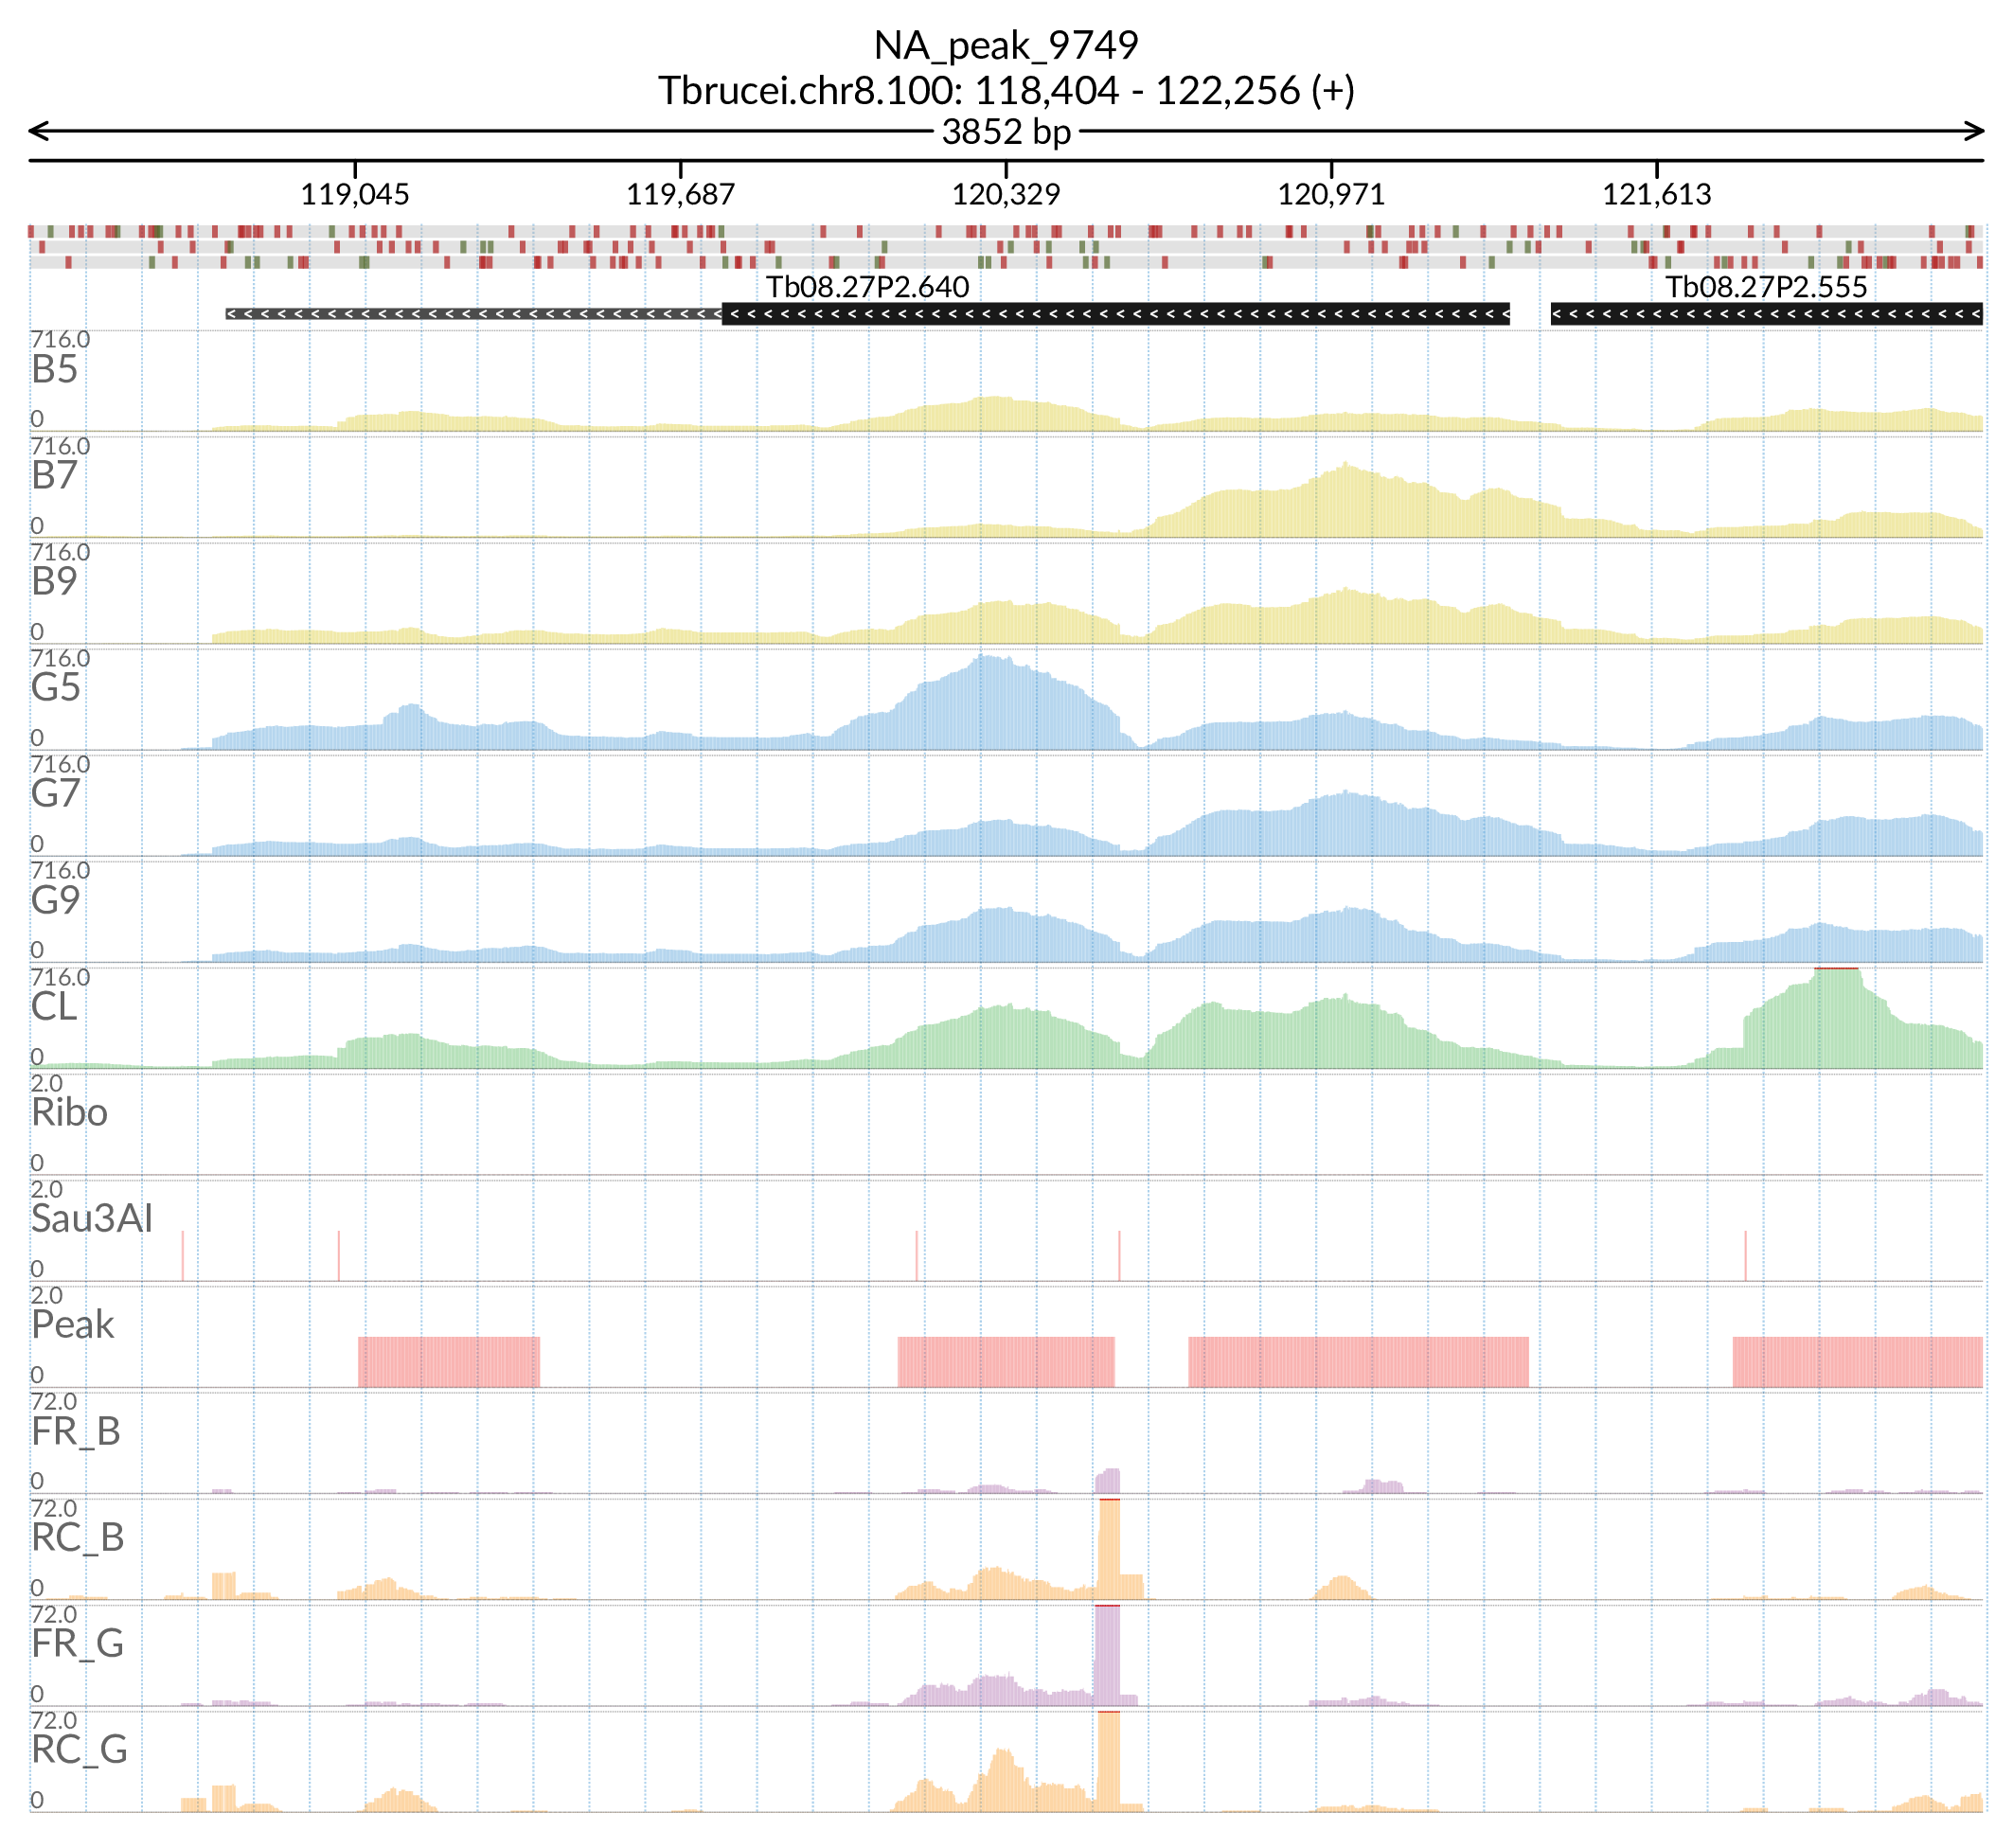 NA_peak_9749
Tbrucei.chr8.100: 118,404 - 122,256 (+)
3852 bp
119,045 119,687 120,329 120,971 121,613
Tb08.27P2.640 Tb08.27P2.555
716.0
B5
0
716.0
B7
0
716.0
B9
0
716.0
G5
0
716.0
G7
0
716.0
G9
0
716.0
CL
0
2.0
Ribo
0
2.0
Sau3AI
0
2.0
Peak
0
72.0
FR_B
0
72.0
RC_B
0
72.0
FR_G
0
72.0
RC_G
0